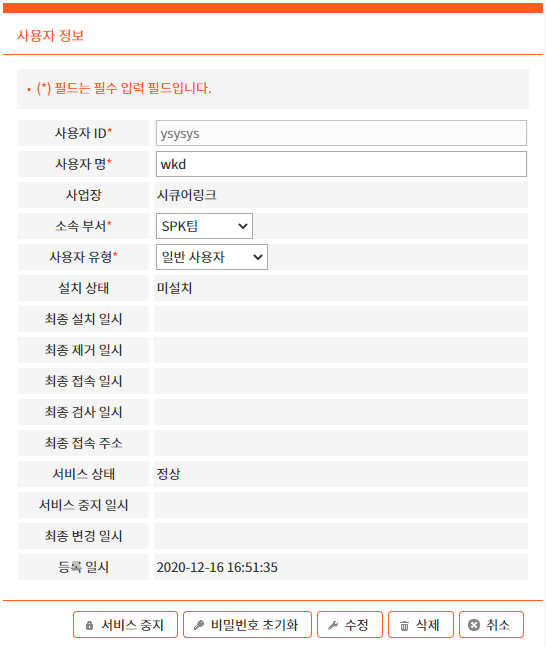 사용자 정보
• (*) 필드는 필수 입력 필드입니다.
사용자 ID* ysysys
사용자 명* wkd
사업장 시큐어링크
소속 부서* SPK팀
사용자 유형* 일반 사용자
설치 상태 미설치
최종 설치 일시
최종 제거 일시
최종 접속 일시
최종 검사 일시
최종 접속 주소
서비스 상태 정상
서비스 중지 일시
최종 변경 일시
등록 일시 2020-12-16 16:51:35
서비스 중지 비밀번호 초기화 수정 삭제 취소